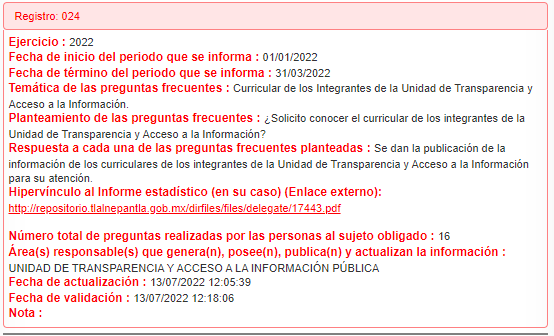 Registro: 024
Ejercicio : 2022
Fecha de inicio del periodo que se informa : 01/01/2022
Fecha de término del periodo que se informa : 31/03/2022
Temática de las preguntas frecuentes : Curricular de los Integrantes de la Unidad de Transparencia y
Acceso a la Información.
Planteamiento de las preguntas frecuentes : ¿Solicito conocer el curricular de los integrantes de la
Unidad de Transparencia y Acceso a la Información?
Respuesta a cada una de las preguntas frecuentes planteadas : Se dan la publicación de la
información de los curriculares de los integrantes de la Unidad de Transparencia y Acceso a la Información
para su atención.
Hipervínculo al Informe estadístico (en su caso) (Enlace externo):
http://repositorio.tlalnepantla.gob.mx/dirfiles/files/delegate/17443.pdf
Número total de preguntas realizadas por las personas al sujeto obligado : 16
Área(s) responsable(s) que genera(n), posee(n), publica(n) y actualizan la información :
UNIDAD DE TRANSPARENCIA Y ACCESO A LA INFORMACIÓN PÚBLICA
Fecha de actualización : 13/07/2022 12:05:39
Fecha de validación : 13/07/2022 12:18:06
Nota :